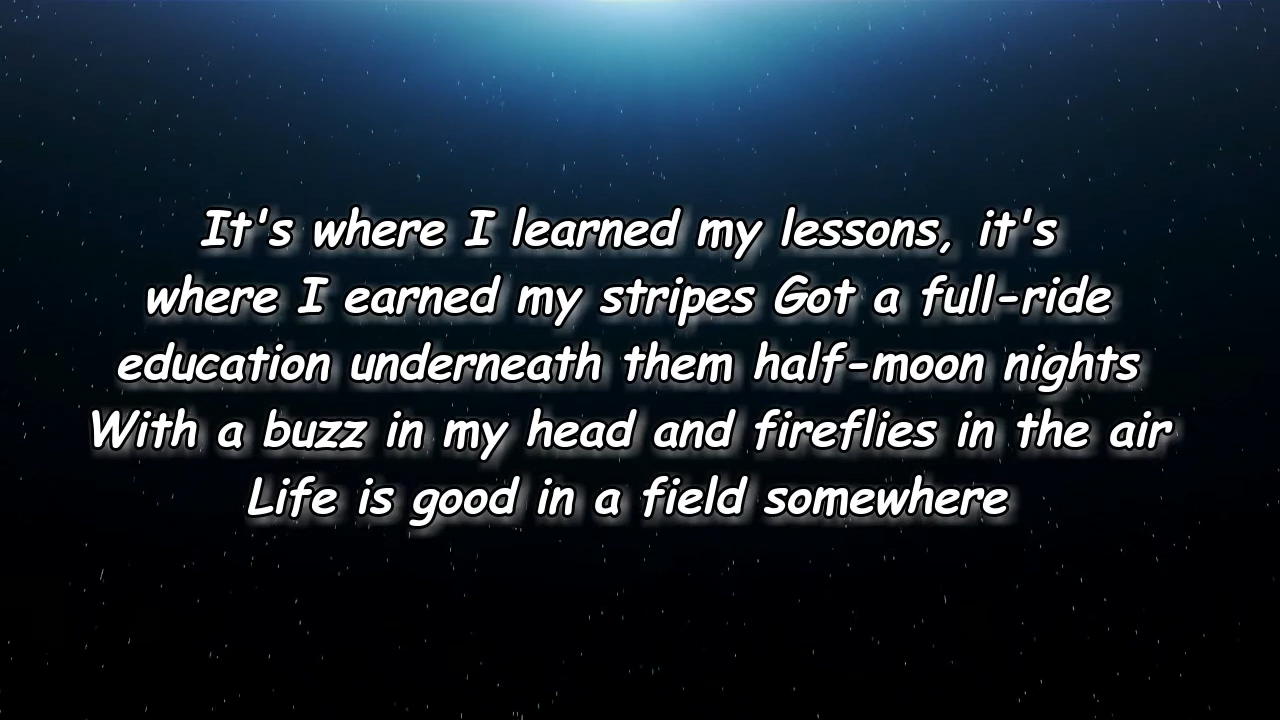 It's where I learned my lessons, it's
where I earned my stripes Got a full-ride
education underneath them half-moon nights
With a buzz in my head and fireflies in the air
Life is good in a field somewhere